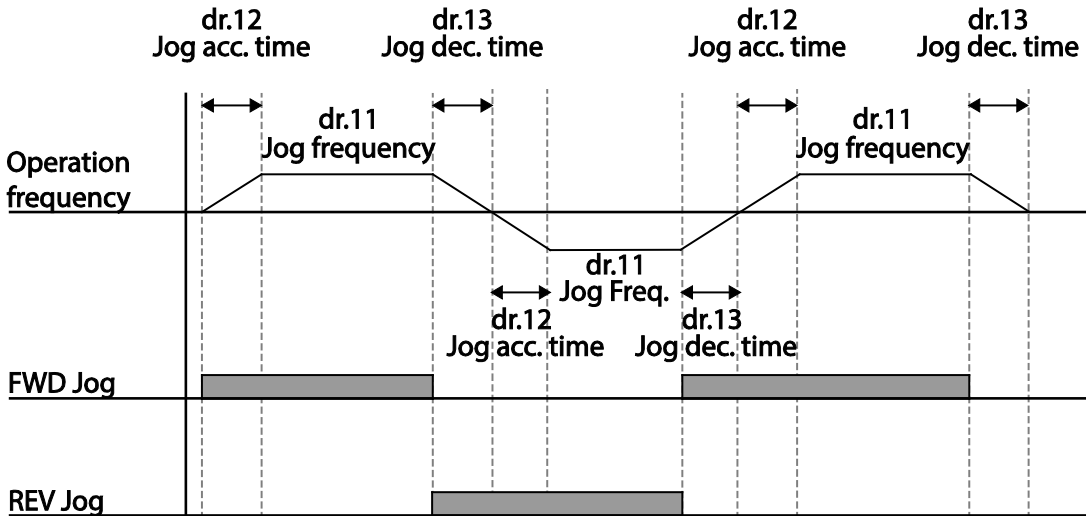 dr.12
Jog acc. time
dr.13
Jog dec. time
dr.12
Jog acc. time
dr.13
Jog dec. time
dr.11
Jog frequency
dr.11
Jog frequency
Operation
frequency
dr.11
Jog Freq.
dr.12
Jog acc. time
dr.13
Jog dec. time
FWD Jog
REV Jog